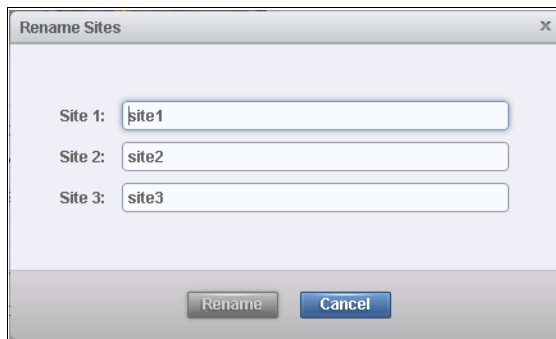 Rename Sites x
Site 1: site1
Site 2: site2
Site 3: site3
Rename Cancel